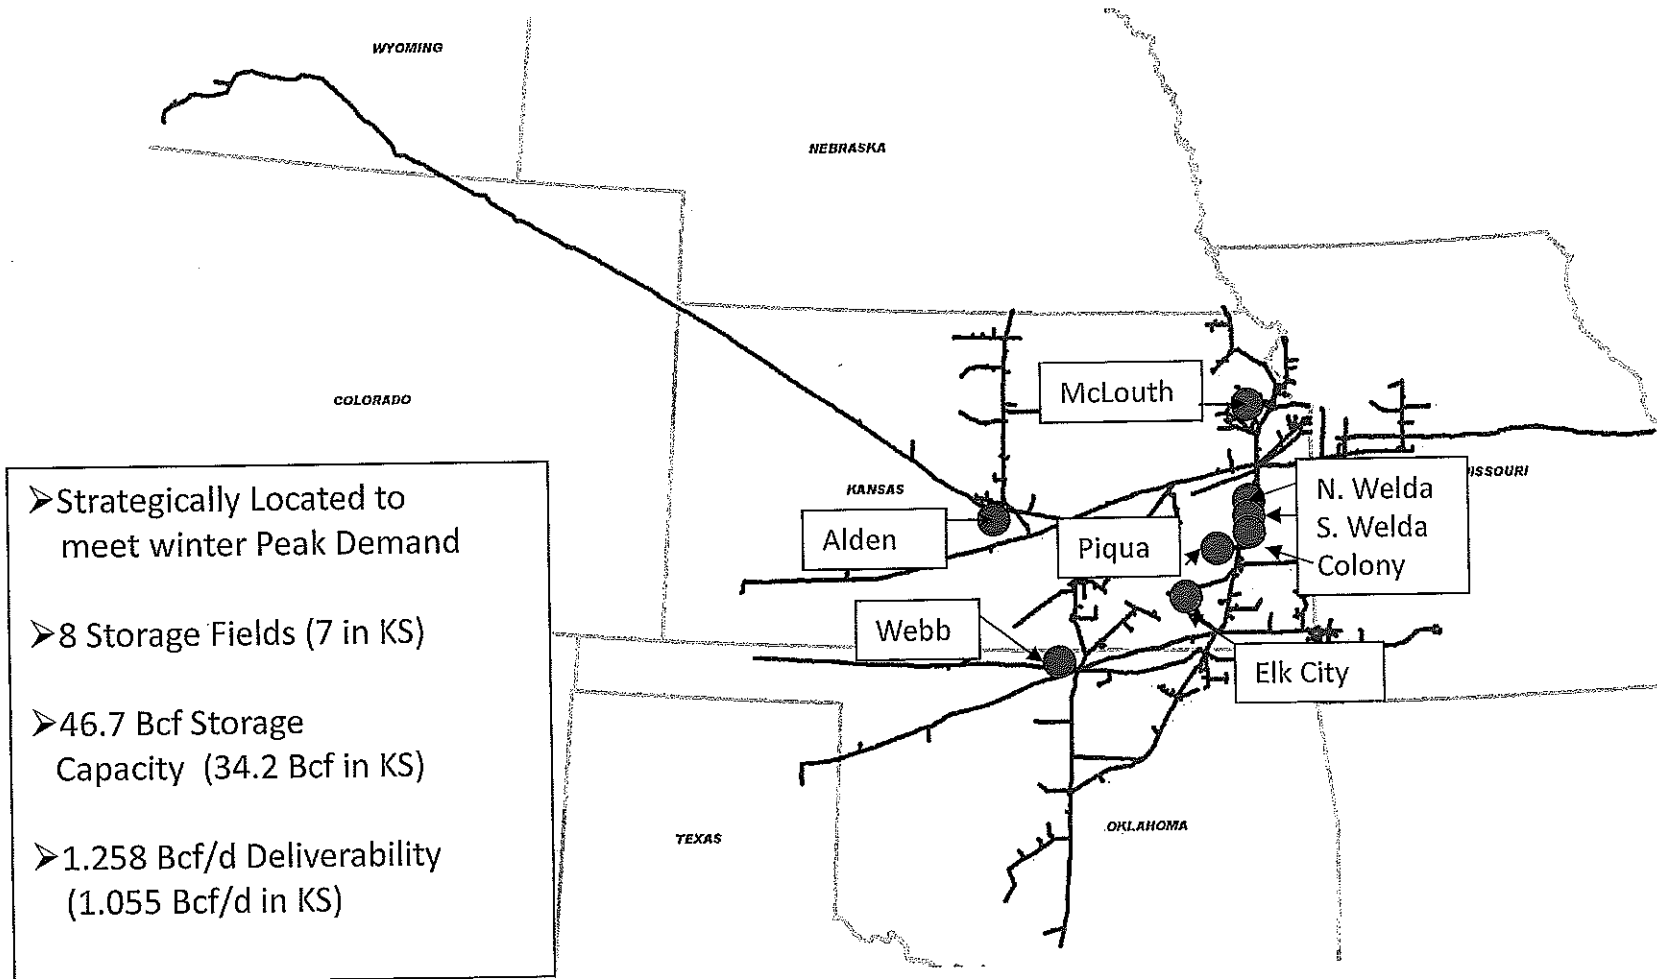 WYOMING
NEBRASKA
COLORADO
McLouth
KANSAS
ISSOURI
N. Welda
S. Welda
Colony
Alden
Piqua
Webb
Elk City
TEXAS
OKLAHOMA
➢Strategically Located to
meet winter Peak Demand
➢8 Storage Fields (7 in KS)
➢46.7 Bcf Storage
Capacity (34.2 Bcf in KS)
➢1.258 Bcf/d Deliverability
(1.055 Bcf/d in KS)